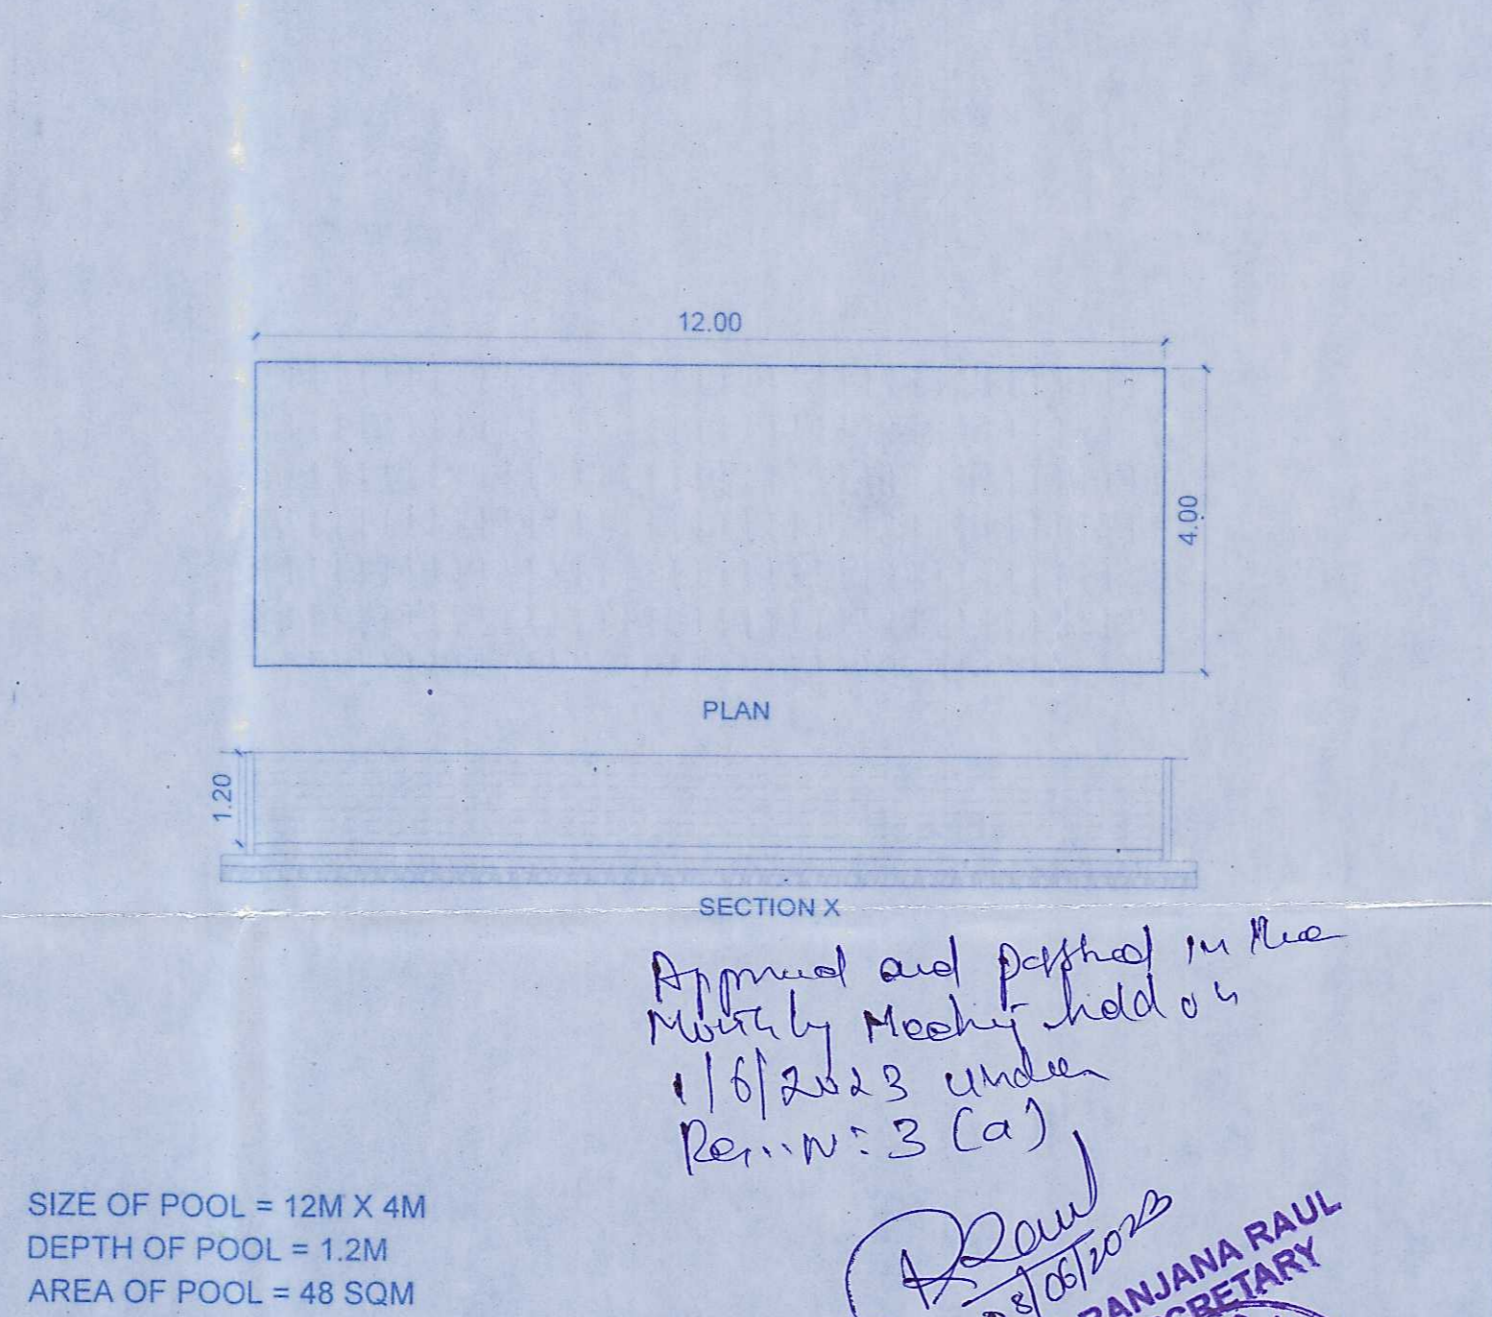 12.00
4.00
PLAN
1.20
SECTION X
Approved and passed in the
Monthly Meeting held on
1/6/2023 under
Res. N: 3 (a)
SIZE OF POOL = 12M X 4M
DEPTH OF POOL = 1.2M
AREA OF POOL = 48 SQM
RRaul
8/06/2023
RANJANA RAUL
CRETARY